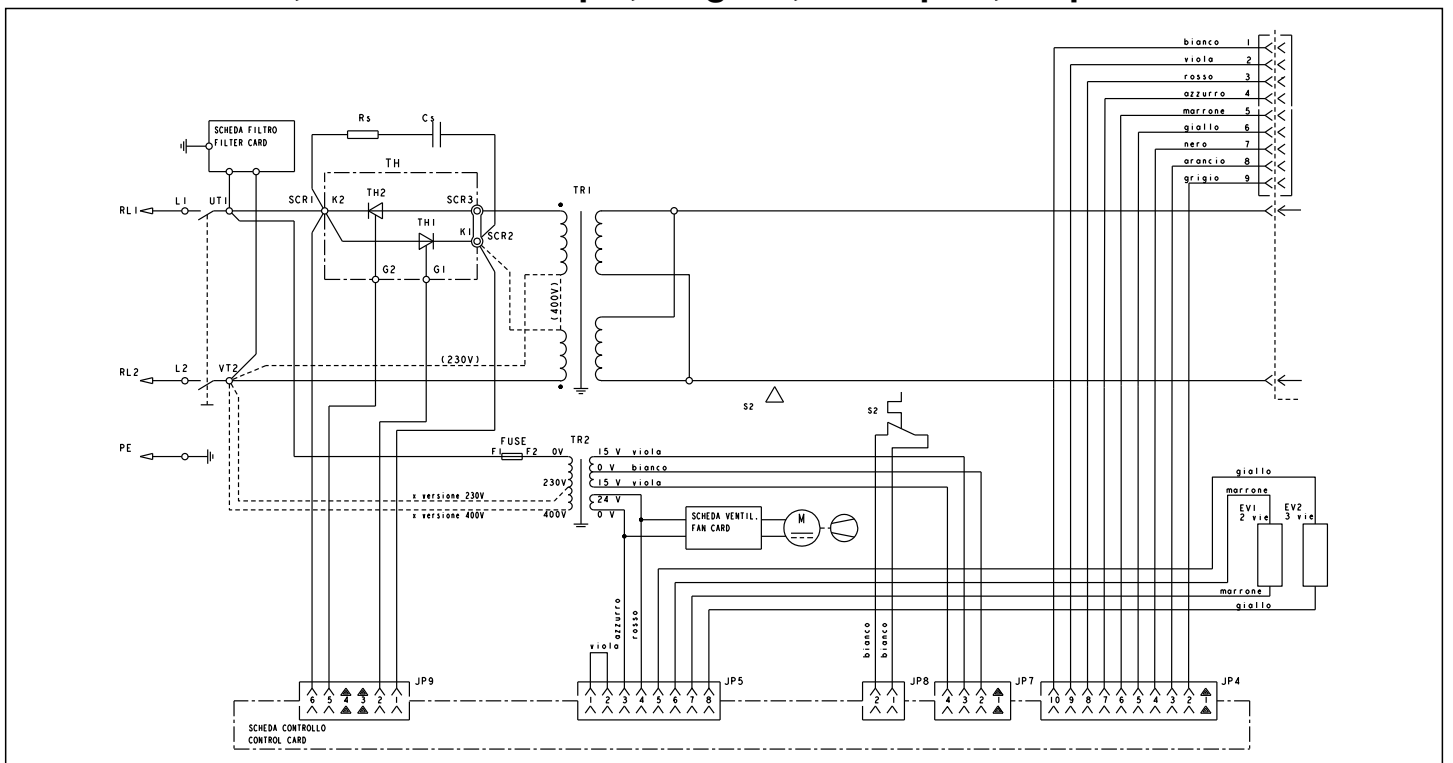 bianco 1
viola 2
rosso 3
azzurro 4
marrone 5
giallo 6
nero 7
arancio 8
grigio 9
SCHEDA FILTRO
FILTER CARD
Rs
Cs
TH
TR1
RL1
L1
UT1
SCR1
K2
TH2
SCR3
TH1
K1
SCR2
G2
G1
(400V)
(230V)
RL2
L2
VT2
S2
S2
PE
FUSE
F1
F2
0V
TR2
15 V viola
0 V bianco
15 V viola
230V
24 V
400V
0 V
x versione 230V
x versione 400V
SCHEDA VENTIL.
FAN CARD
M
giallo
marrone
EV1
2 vie
EV2
3 vie
marrone
giallo
viola
azzurro
rosso
bianco
bianco
JP9
6 5 4 3 2 1
JP5
1 2 3 4 5 6 7 8
JP8
2 1
JP7
4 3 2 1
JP4
10 9 8 7 6 5 4 3 2 1
SCHEDA CONTROLLO
CONTROL CARD